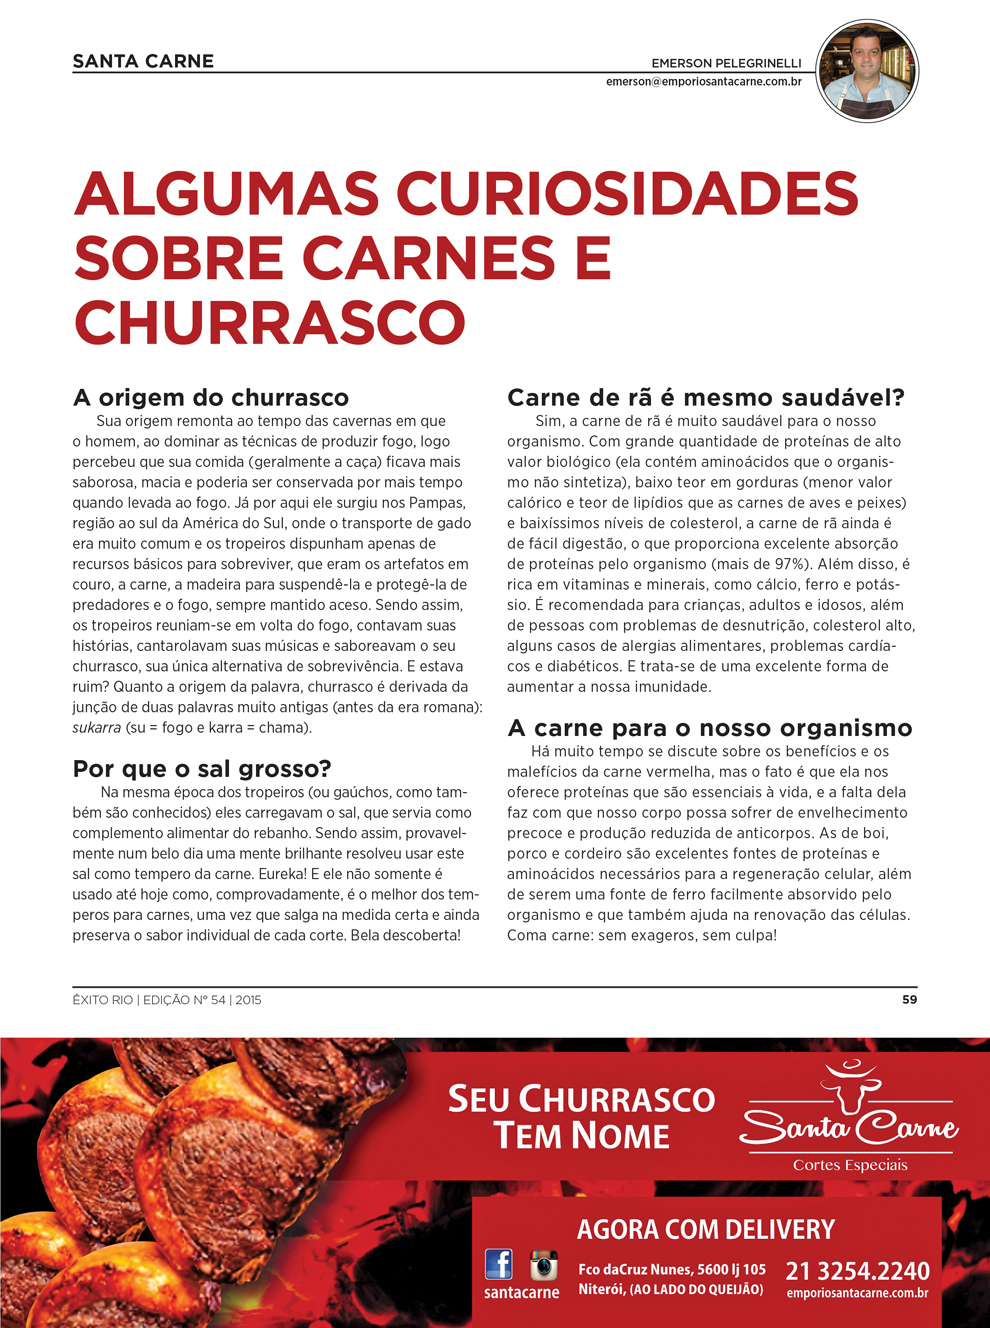 SANTA CARNE
EMERSON PELEGRINELLI
emerson@emporiosantacarne.com.br
ALGUMAS CURIOSIDADES
SOBRE CARNES E
CHURRASCO
A origem do churrasco
Sua origem remonta ao tempo das cavernas em que
o homem, ao dominar as técnicas de produzir fogo, logo
percebeu que sua comida (geralmente a caça) ficava mais
saborosa, macia e poderia ser conservada por mais tempo
quando levada ao fogo. Já por aqui ele surgiu nos Pampas,
região ao sul da América do Sul, onde o transporte de gado
era muito comum e os tropeiros dispunham apenas de
recursos básicos para sobreviver, que eram os artefatos em
couro, a carne, a madeira para suspendê-la e protegê-la de
predadores e o fogo, sempre mantido aceso. Sendo assim,
os tropeiros reuniam-se em volta do fogo, contavam suas
histórias, cantarolavam suas músicas e saboreavam o seu
churrasco, sua única alternativa de sobrevivência. E estava
ruim? Quanto a origem da palavra, churrasco é derivada da
junção de duas palavras muito antigas (antes da era romana):
sukarra (su = fogo e karra = chama).
Por que o sal grosso?
Na mesma época dos tropeiros (ou gaúchos, como tam-
bém são conhecidos) eles carregavam o sal, que servia como
complemento alimentar do rebanho. Sendo assim, provavel-
mente num belo dia uma mente brilhante resolveu usar este
sal como tempero da carne. Eureka! E ele não somente é
usado até hoje como, comprovadamente, é o melhor dos tem-
peros para carnes, uma vez que salga na medida certa e ainda
preserva o sabor individual de cada corte. Bela descoberta!
Carne de rã é mesmo saudável?
Sim, a carne de rã é muito saudável para o nosso
organismo. Com grande quantidade de proteínas de alto
valor biológico (ela contém aminoácidos que o organis-
mo não sintetiza), baixo teor em gorduras (menor valor
calórico e teor de lipídios que as carnes de aves e peixes)
e baixíssimos níveis de colesterol, a carne de rã ainda é
de fácil digestão, o que proporciona excelente absorção
de proteínas pelo organismo (mais de 97%). Além disso, é
rica em vitaminas e minerais, como cálcio, ferro e potás-
sio. É recomendada para crianças, adultos e idosos, além
de pessoas com problemas de desnutrição, colesterol alto,
alguns casos de alergias alimentares, problemas cardía-
cos e diabéticos. E trata-se de uma excelente forma de
aumentar a nossa imunidade.
A carne para o nosso organismo
Há muito tempo se discute sobre os benefícios e os
malefícios da carne vermelha, mas o fato é que ela nos
oferece proteínas que são essenciais à vida, e a falta dela
faz com que nosso corpo possa sofrer de envelhecimento
precoce e produção reduzida de anticorpos. As de boi,
porco e cordeiro são excelentes fontes de proteínas e
aminoácidos necessários para a regeneração celular, além
de serem uma fonte de ferro facilmente absorvido pelo
organismo e que também ajuda na renovação das células.
Coma carne: sem exageros, sem culpa!
ÊXITO RIO | EDIÇÃO Nº 54 | 2015
59
SEU CHURRASCO
TEM NOME
Santa Carne
Cortes Especiais
AGORA COM DELIVERY
santacarne
Fco daCruz Nunes, 5600 lj 105
Niterói, (AO LADO DO QUEIJÃO)
21 3254.2240
emporiosantacarne.com.br